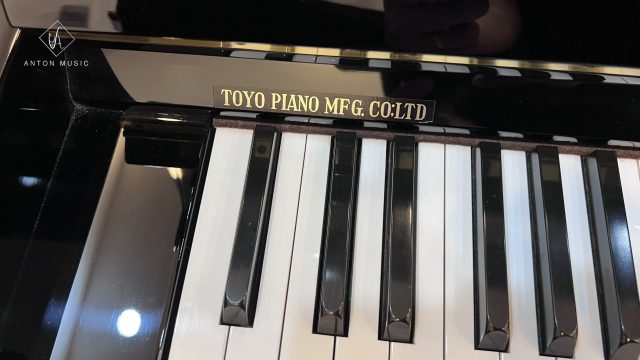 ANTON MUSIC
TOYO PIANO MFG. CO:LTD